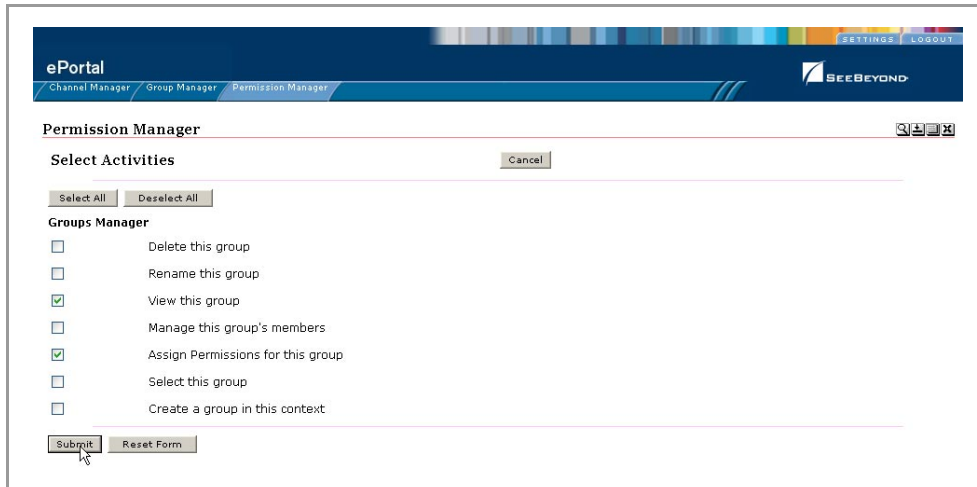 SETTINGS LOGOUT
ePortal
SEEBEYOND
Channel Manager Group Manager Permission Manager
Permission Manager
Select Activities Cancel
Select All Deselect All
Groups Manager
Delete this group
Rename this group
View this group
Manage this group's members
Assign Permissions for this group
Select this group
Create a group in this context
Submit Reset Form